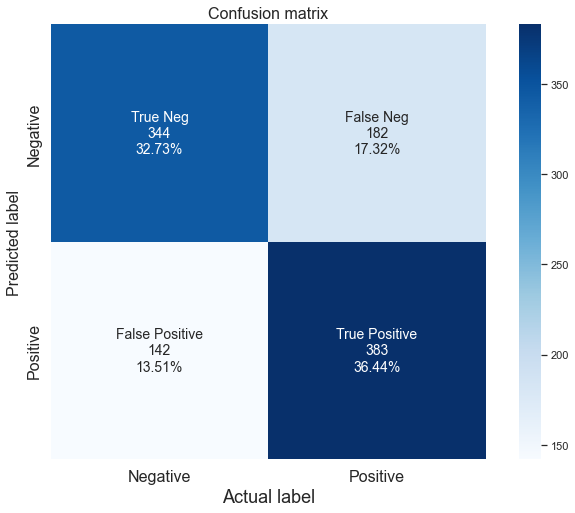 Confusion matrix
Predicted label
Negative
Positive
True Neg
344
32.73%
False Neg
182
17.32%
False Positive
142
13.51%
True Positive
383
36.44%
Negative
Positive
Actual label
350
300
250
200
150